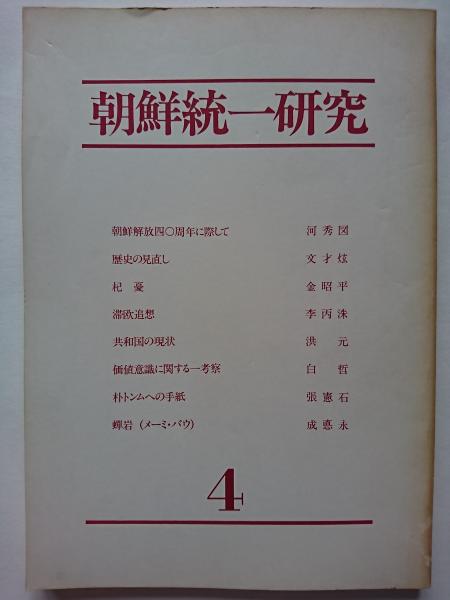 朝鮮統一研究
朝鮮解放四〇周年に際して 河秀図
歴史の見直し 文才炫
杞憂 金昭平
滞欧追想 李丙洙
共和国の現状 洪元
価値意識に関する一考察 白哲
朴トンムへの手紙 張憲石
蟬岩（メーミ・バウ） 成惪永
4